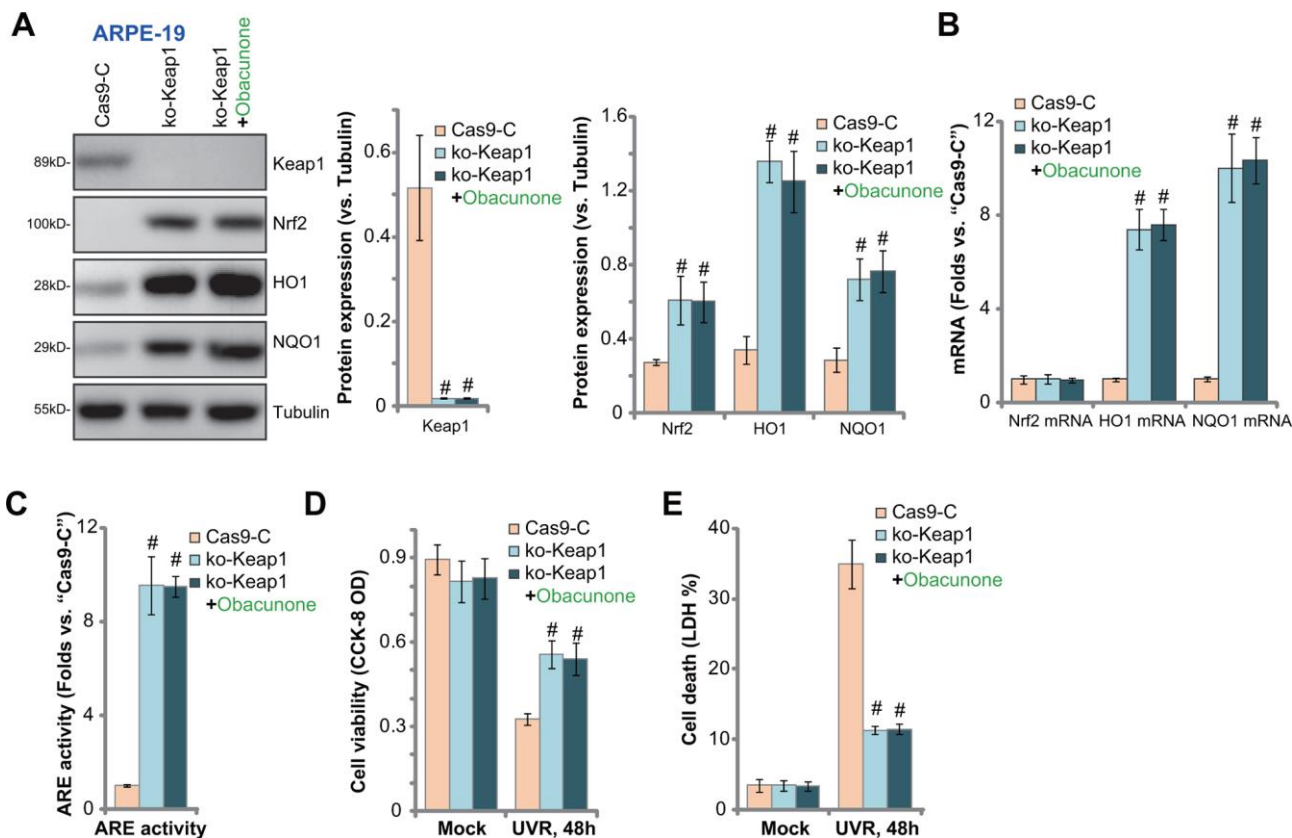 A
ARPE-19
Cas9-C
ko-Keap1
ko-Keap1
+Obacunone
89kD-
Keap1
100kD-
Nrf2
28kD-
HO1
29kD-
NQO1
55kD-
Tubulin
Protein expression (vs. Tubulin)
0.6
0.4
0.2
0
Cas9-C
ko-Keap1
ko-Keap1
+Obacunone
# #
Keap1
Protein expression (vs. Tubulin)
1.6
1.2
0.8
0.4
0
Cas9-C
ko-Keap1
ko-Keap1
+Obacunone
# #
# #
# #
Nrf2 HO1 NQO1
B
mRNA (Folds vs. “Cas9-C”)
12
8
4
0
Cas9-C
ko-Keap1
ko-Keap1
+Obacunone
# #
# #
Nrf2 mRNA HO1 mRNA NQO1 mRNA
C
ARE activity (Folds vs. “Cas9-C”)
12
8
4
0
Cas9-C
ko-Keap1
ko-Keap1
+Obacunone
# #
ARE activity
D
Cell viability (CCK-8 OD)
0.9
0.6
0.3
0
Cas9-C
ko-Keap1
ko-Keap1
+Obacunone
# #
Mock UVR, 48h
E
Cell death (LDH %)
40
30
20
10
0
Cas9-C
ko-Keap1
ko-Keap1
+Obacunone
# #
Mock UVR, 48h